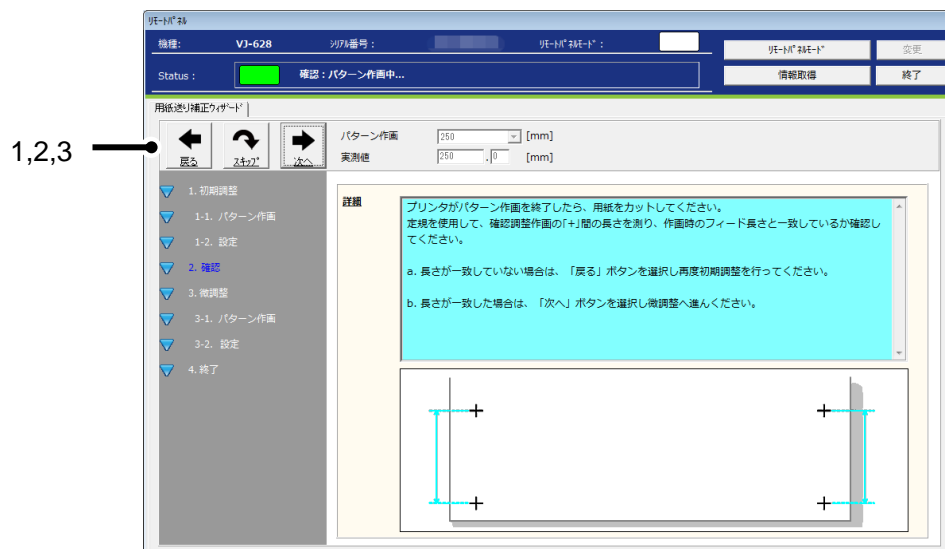 ﾘﾓｰﾄﾊﾟﾈﾙ
機種: VJ-628 ｼﾘｱﾙ番号： ﾘﾓｰﾄﾊﾟﾈﾙﾓｰﾄﾞ： ﾘﾓｰﾄﾊﾟﾈﾙﾓｰﾄﾞ 変更
Status： 確認：パターン作画中... 情報取得 終了
用紙送り補正ｳｨｻﾞｰﾄﾞ
1,2,3
戻る ｽｷｯﾌﾟ 次へ
パターン作画 250 [mm]
実測値 250 .0 [mm]
1. 初期調整
1-1. パターン作画
1-2. 設定
2. 確認
3. 微調整
3-1. パターン作画
3-2. 設定
4. 終了
詳細
プリンタがパターン作画を終了したら、用紙をカットしてください。
定規を使用して、確認調整作画の｢+｣間の長さを測り、作画時のフィード長さと一致しているか確認し
てください。
a. 長さが一致していない場合は、「戻る」ボタンを選択し再度初期調整を行ってください。
b. 長さが一致した場合は、「次へ」ボタンを選択し微調整へ進んください。